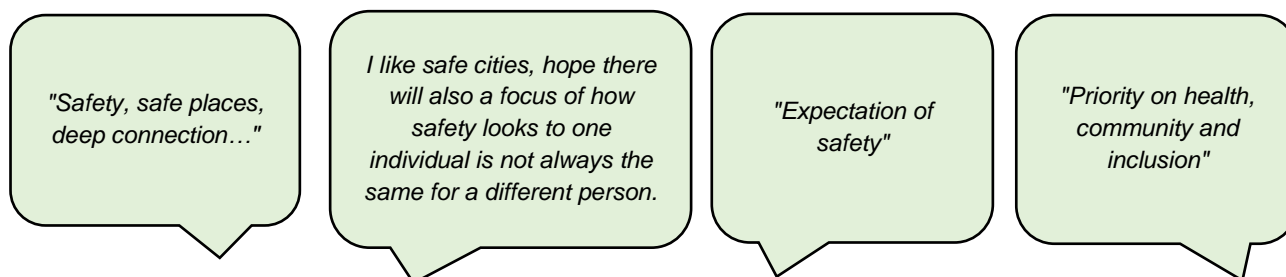 "Safety, safe places,
deep connection…"
I like safe cities, hope there
will also a focus of how
safety looks to one
individual is not always the
same for a different person.
"Expectation of
safety"
"Priority on health,
community and
inclusion"